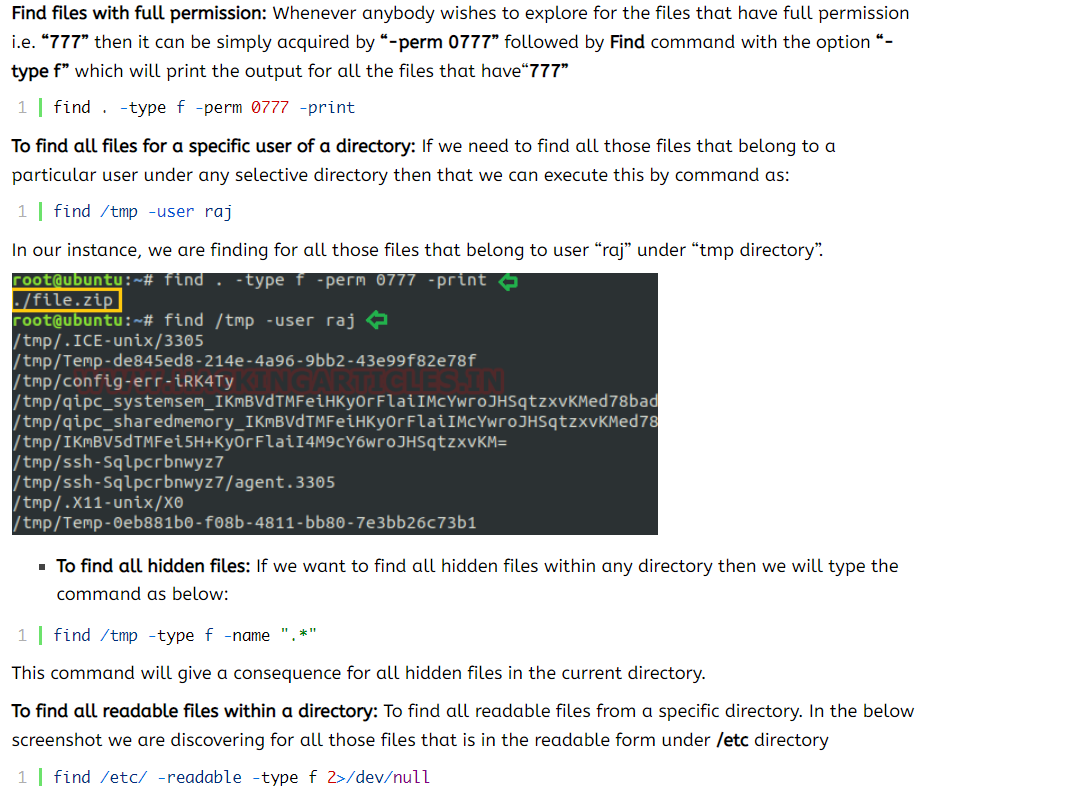 Find files with full permission: Whenever anybody wishes to explore for the files that have full permission
i.e. “777” then it can be simply acquired by “-perm 0777” followed by Find command with the option “-
type f” which will print the output for all the files that have“777”
1 find . -type f -perm 0777 -print
To find all files for a specific user of a directory: If we need to find all those files that belong to a
particular user under any selective directory then that we can execute this by command as:
1 find /tmp -user raj
In our instance, we are finding for all those files that belong to user “raj” under “tmp directory”.
root@ubuntu:~# find . -type f -perm 0777 -print
./file.zip
root@ubuntu:~# find /tmp -user raj
/tmp/.ICE-unix/3305
/tmp/Temp-de845ed8-214e-4a96-9bb2-43e99f82e78f
/tmp/config-err-iRK4Ty
/tmp/qipc_systemsem_IKmBVdTMFeiHKyOrFlaiIMcYwroJHSqtzxvKMed78bad
/tmp/qipc_sharedmemory_IKmBVdTMFeiHKyOrFlaiIMcYwroJHSqtzxvKMed78
/tmp/IKmBV5dTMFei5H+KyOrFlaiI4M9cY6wroJHSqtzxvKM=
/tmp/ssh-Sqlpcrbnwyz7
/tmp/ssh-Sqlpcrbnwyz7/agent.3305
/tmp/.X11-unix/X0
/tmp/Temp-0eb881b0-f08b-4811-bb80-7e3bb26c73b1
▪ To find all hidden files: If we want to find all hidden files within any directory then we will type the
command as below:
1 find /tmp -type f -name ".*"
This command will give a consequence for all hidden files in the current directory.
To find all readable files within a directory: To find all readable files from a specific directory. In the below
screenshot we are discovering for all those files that is in the readable form under /etc directory
1 find /etc/ -readable -type f 2>/dev/null